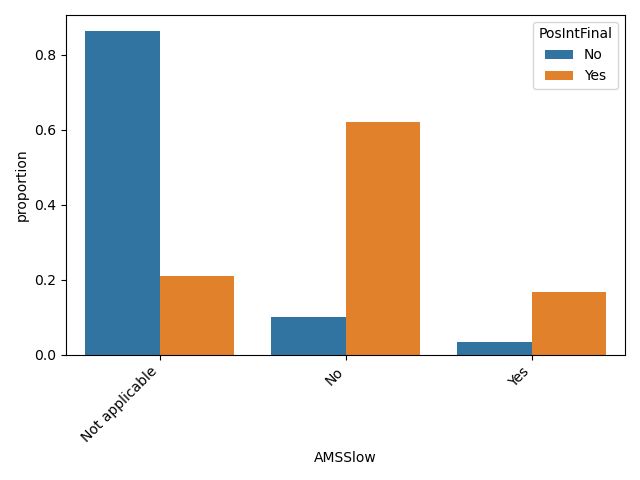 PosIntFinal
No
Yes
0.8
0.6
0.4
0.2
0.0
proportion
Not applicable
No
Yes
AMSSlow